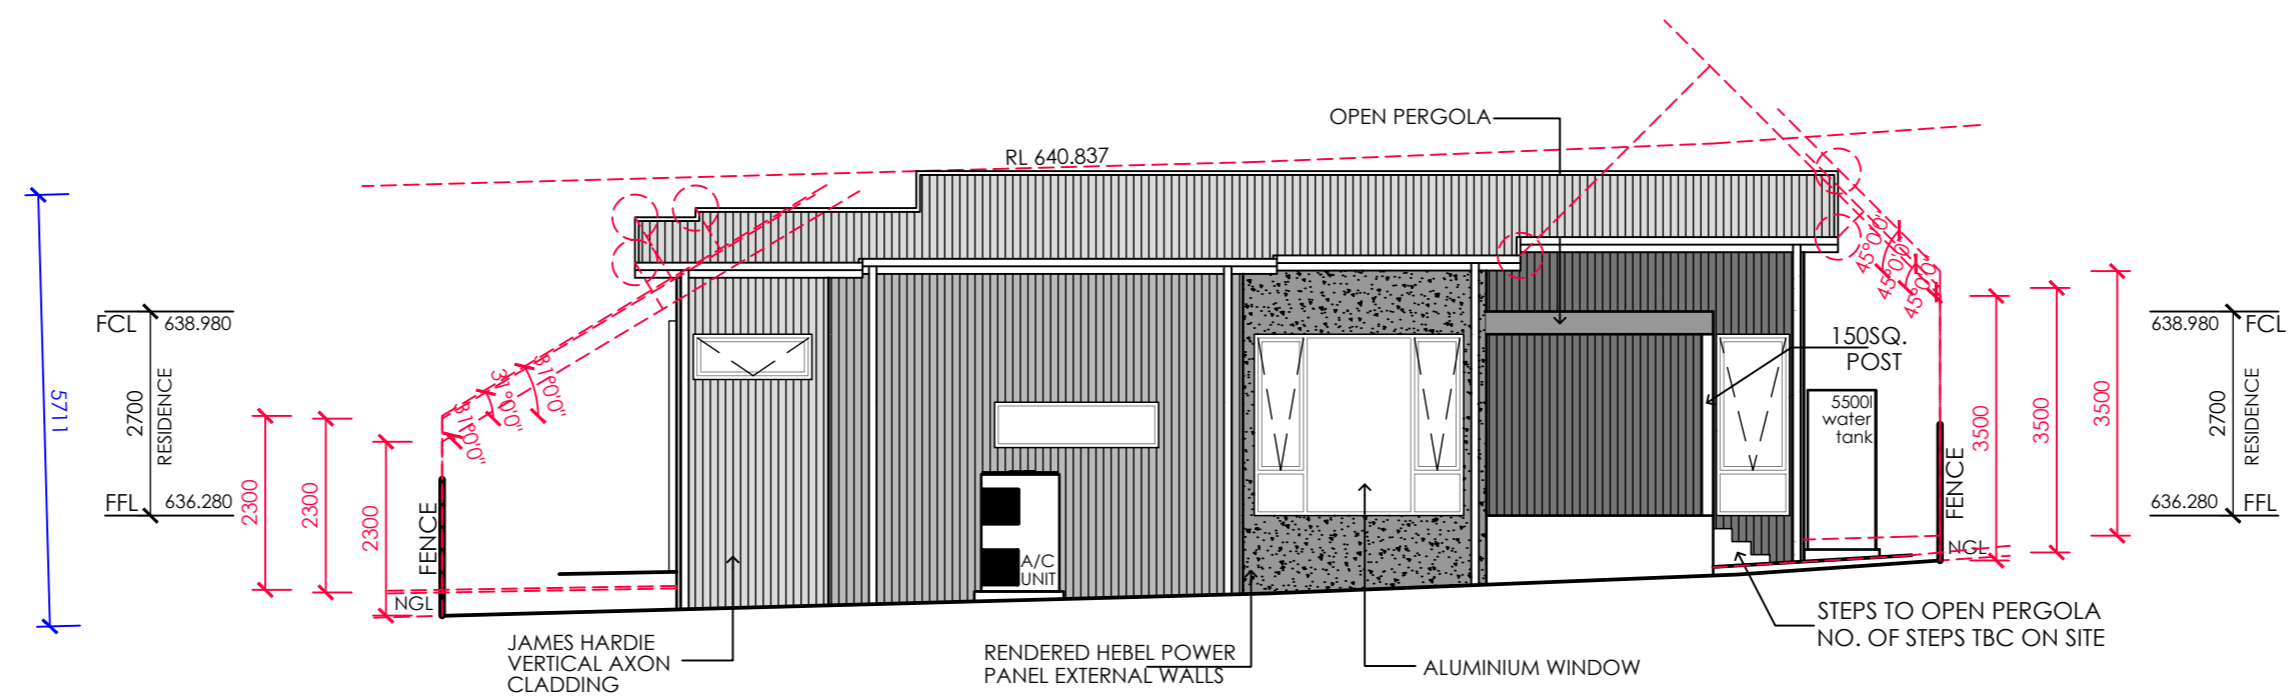 OPEN PERGOLA
RL 640.837
45°0'0"
45°0'0"
45°0'0"
FCL 638.980
638.980 FCL
150SQ.
POST
31°0'0"
31°0'0"
31°0'0"
5711
2700
RESIDENCE
5500l
water
tank
3500
3500
3500
2700
RESIDENCE
FFL 636.280
636.280 FFL
2300
2300
2300
FENCE
FENCE
A/C
UNIT
NGL
NGL
JAMES HARDIE
VERTICAL AXON
CLADDING
RENDERED HEBEL POWER
PANEL EXTERNAL WALLS
ALUMINIUM WINDOW
STEPS TO OPEN PERGOLA
NO. OF STEPS TBC ON SITE